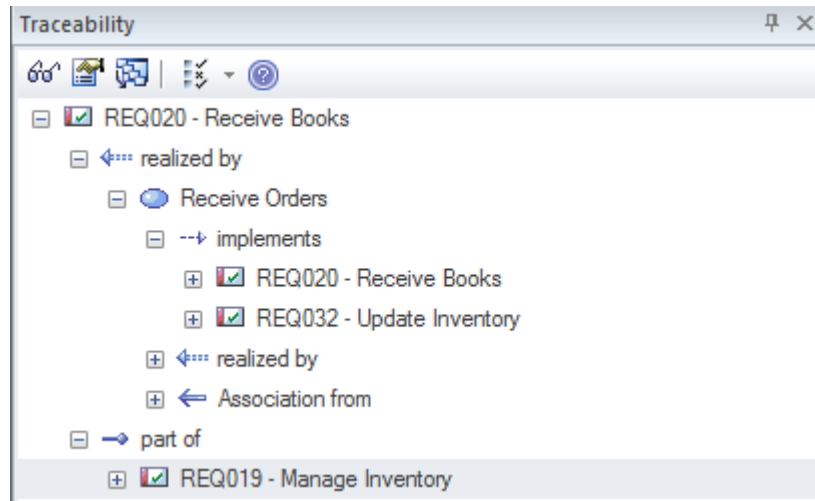 Traceability
REQ020 - Receive Books
realized by
Receive Orders
implements
REQ020 - Receive Books
REQ032 - Update Inventory
realized by
Association from
part of
REQ019 - Manage Inventory